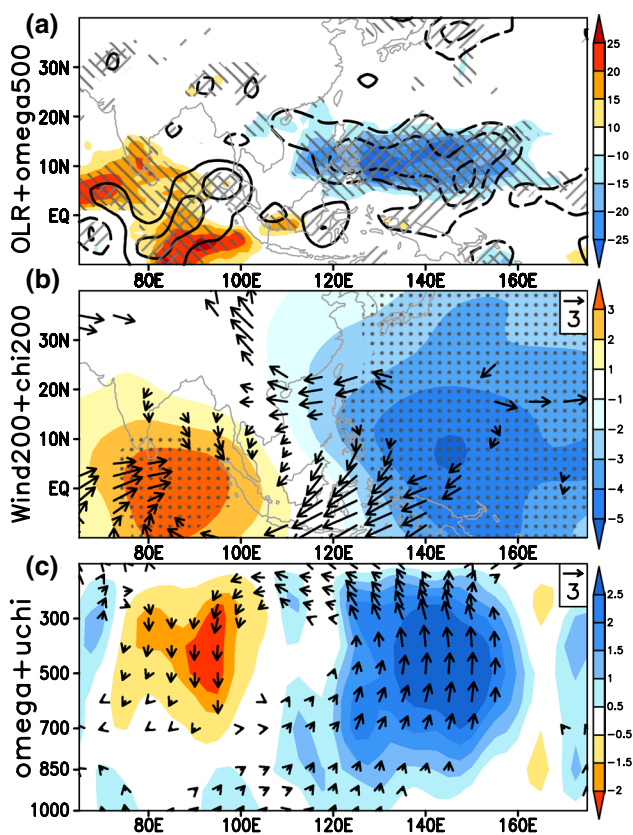 (a)
OLR+omega500
30N
20N
10N
EQ
80E 100E 120E 140E 160E
25
20
15
10
-10
-15
-20
-25
(b)
Wind200+chi200
3
30N
20N
10N
EQ
80E 100E 120E 140E 160E
3
2
1
-1
-2
-3
-4
-5
(c)
omega+uchi
3
300
500
700
850
1000
80E 100E 120E 140E 160E
2.5
2
1.5
1
0.5
-0.5
-1
-1.5
-2